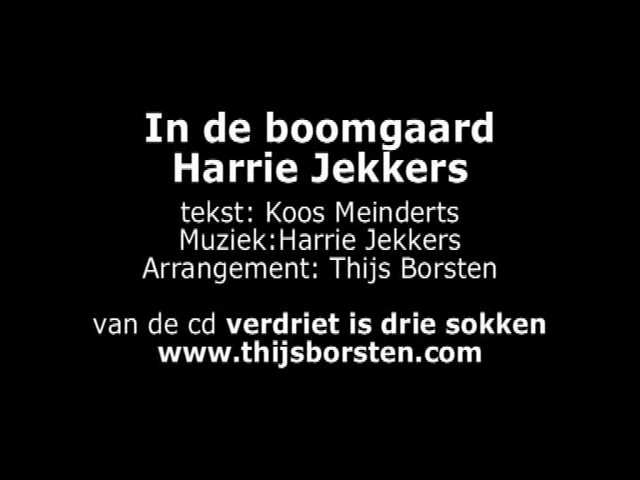 In de boomgaard
Harrie Jekkers
tekst: Koos Meinderts
Muziek:Harrie Jekkers
Arrangement: Thijs Borsten
van de cd verdriet is drie sokken
www.thijsborsten.com